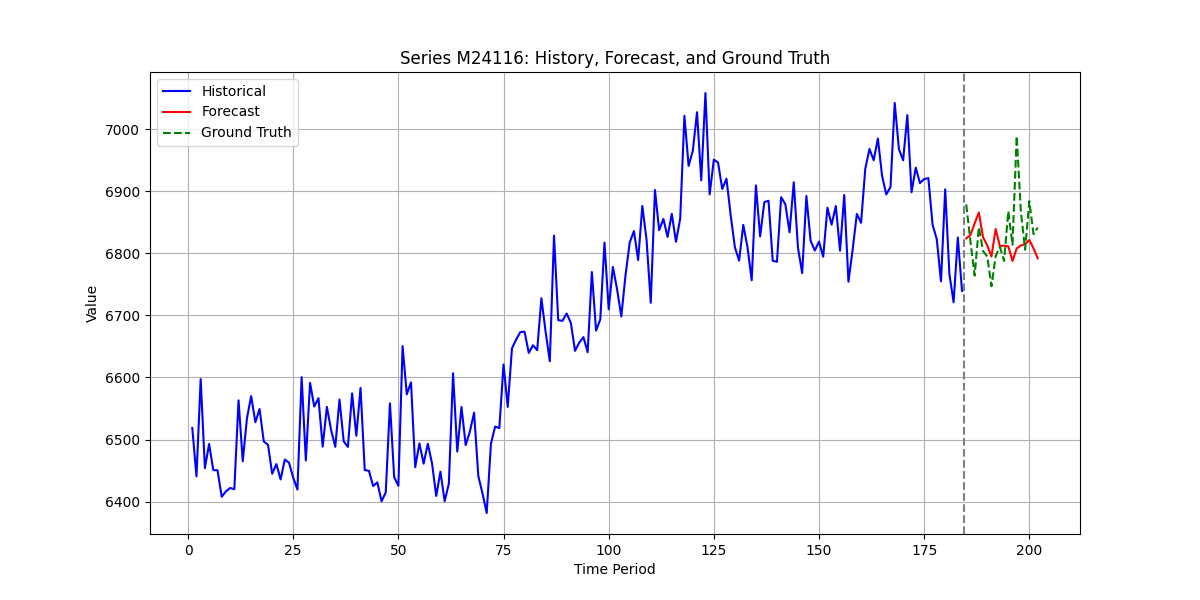 Series M24116: History, Forecast, and Ground Truth
Historical
Forecast
Ground Truth
7000
6900
6800
6700
6600
6500
6400
Value
0 25 50 75 100 125 150 175 200
Time Period